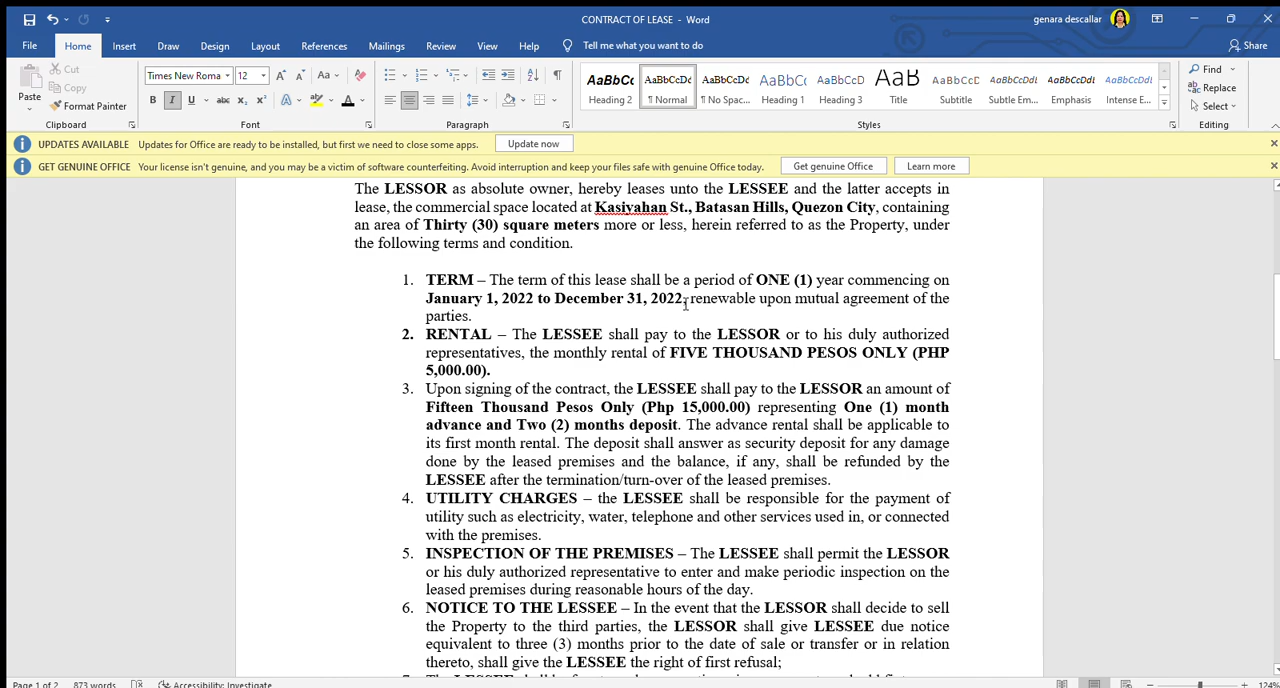 CONTRACT OF LEASE - Word
genara descallar
File Home Insert Draw Design Layout References Mailings Review View Help Tell me what you want to do Share
Paste
Cut
Copy
Format Painter
Clipboard
Times New Roma 12
Font
Paragraph
AaBbCc AaBbCcDc AaBbCcDc AaBbCc AaBbCcD AaB AaBbCcD AaBbCcDdI AaBbCcDdI AaBbCcDdI
Heading 2 ¶ Normal ¶ No Spac... Heading 1 Heading 3 Title Subtitle Subtle Em... Emphasis Intense E...
Styles
Find
Replace
Select
Editing
UPDATES AVAILABLE Updates for Office are ready to be installed, but first we need to close some apps. Update now
GET GENUINE OFFICE Your license isn't genuine, and you may be a victim of software counterfeiting. Avoid interruption and keep your files safe with genuine Office today. Get genuine Office Learn more
The LESSOR as absolute owner, hereby leases unto the LESSEE and the latter accepts in
lease, the commercial space located at Kasiyahan St., Batasan Hills, Quezon City, containing
an area of Thirty (30) square meters more or less, herein referred to as the Property, under
the following terms and condition.
1. TERM – The term of this lease shall be a period of ONE (1) year commencing on
January 1, 2022 to December 31, 2022, renewable upon mutual agreement of the
parties.
2. RENTAL – The LESSEE shall pay to the LESSOR or to his duly authorized
representatives, the monthly rental of FIVE THOUSAND PESOS ONLY (PHP
5,000.00).
3. Upon signing of the contract, the LESSEE shall pay to the LESSOR an amount of
Fifteen Thousand Pesos Only (Php 15,000.00) representing One (1) month
advance and Two (2) months deposit. The advance rental shall be applicable to
its first month rental. The deposit shall answer as security deposit for any damage
done by the leased premises and the balance, if any, shall be refunded by the
LESSEE after the termination/turn-over of the leased premises.
4. UTILITY CHARGES – the LESSEE shall be responsible for the payment of
utility such as electricity, water, telephone and other services used in, or connected
with the premises.
5. INSPECTION OF THE PREMISES – The LESSEE shall permit the LESSOR
or his duly authorized representative to enter and make periodic inspection on the
leased premises during reasonable hours of the day.
6. NOTICE TO THE LESSEE – In the event that the LESSOR shall decide to sell
the Property to the third parties, the LESSOR shall give LESSEE due notice
equivalent to three (3) months prior to the date of sale or transfer or in relation
thereto, shall give the LESSEE the right of first refusal;
Page 1 of 2 873 words Accessibility: Investigate 124%